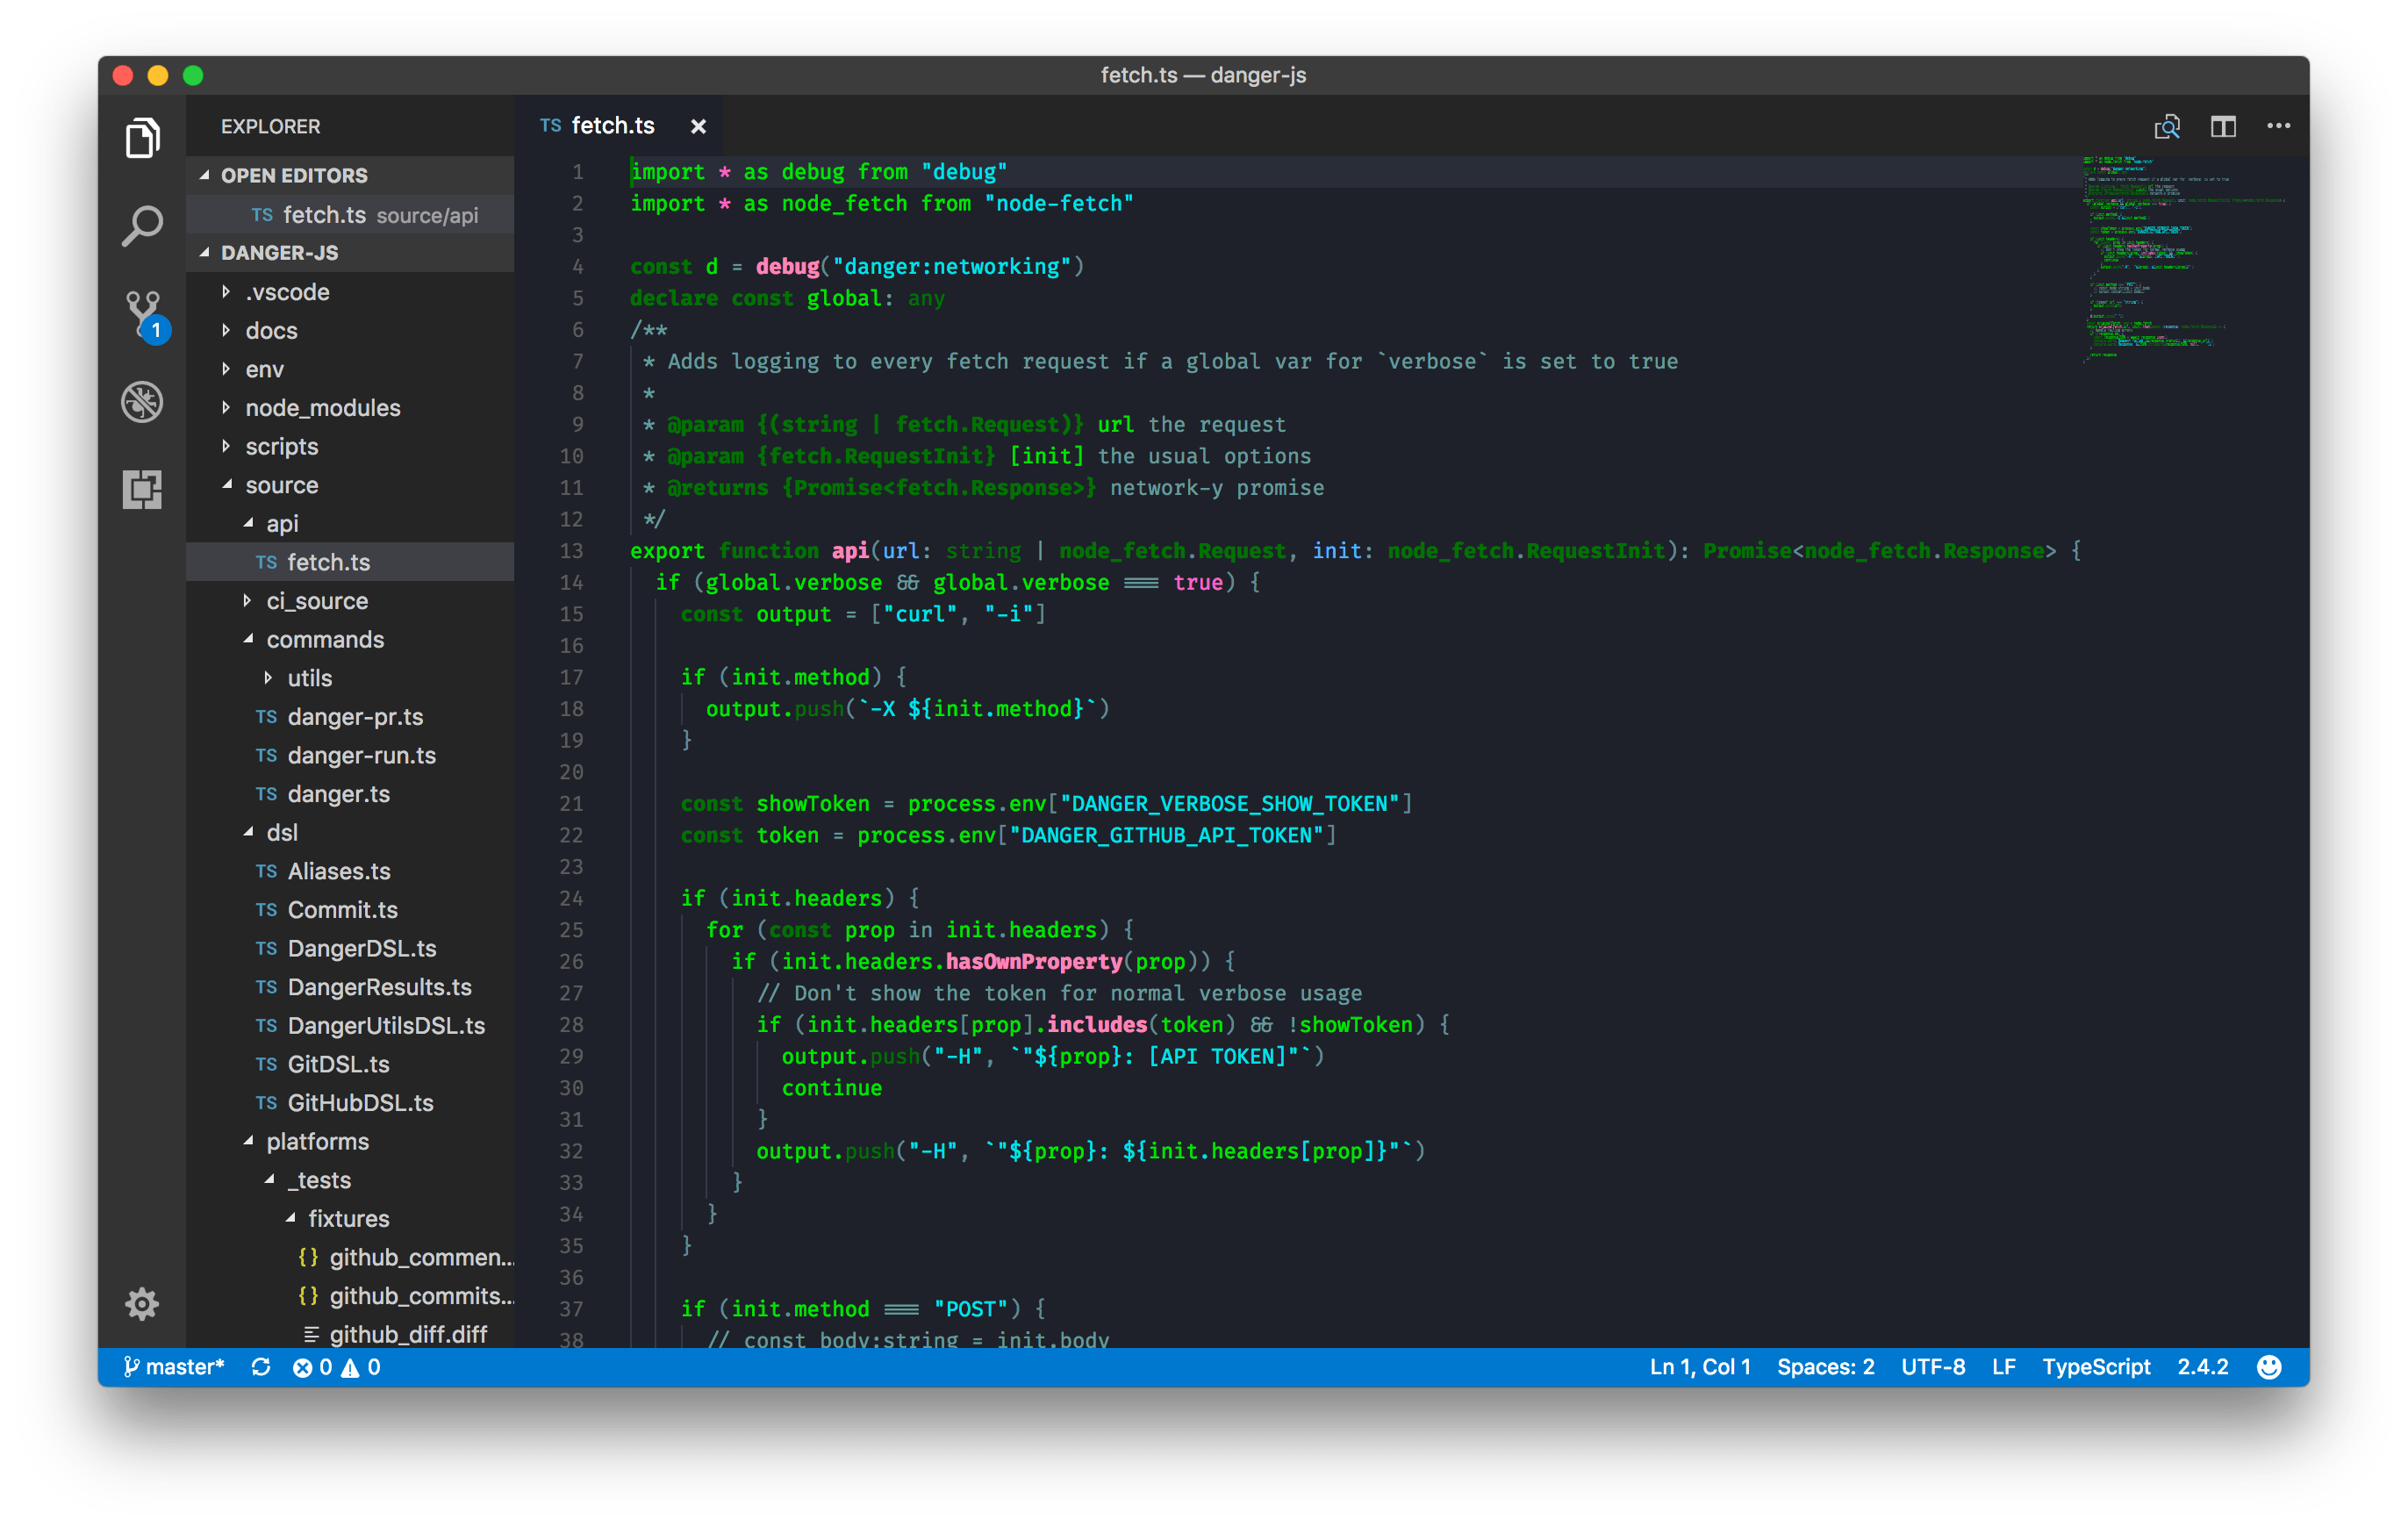 fetch.ts — danger-js
EXPLORER
OPEN EDITORS
TS fetch.ts source/api
DANGER-JS
.vscode
docs
env
node_modules
scripts
source
api
TS fetch.ts
ci_source
commands
utils
TS danger-pr.ts
TS danger-run.ts
TS danger.ts
dsl
TS Aliases.ts
TS Commit.ts
TS DangerDSL.ts
TS DangerResults.ts
TS DangerUtilsDSL.ts
TS GitDSL.ts
TS GitHubDSL.ts
platforms
_tests
fixtures
{} github_commen...
{} github_commits...
github_diff.diff
1
TS fetch.ts ×
1 import * as debug from "debug"
2 import * as node_fetch from "node-fetch"
3
4 const d = debug("danger:networking")
5 declare const global: any
6 /**
7 * Adds logging to every fetch request if a global var for `verbose` is set to true
8 *
9 * @param {(string | fetch.Request)} url the request
10 * @param {fetch.RequestInit} [init] the usual options
11 * @returns {Promise<fetch.Response>} network-y promise
12 */
13 export function api(url: string | node_fetch.Request, init: node_fetch.RequestInit): Promise<node_fetch.Response> {
14 if (global.verbose && global.verbose === true) {
15 const output = ["curl", "-i"]
16
17 if (init.method) {
18 output.push(`-X ${init.method}`)
19 }
20
21 const showToken = process.env["DANGER_VERBOSE_SHOW_TOKEN"]
22 const token = process.env["DANGER_GITHUB_API_TOKEN"]
23
24 if (init.headers) {
25 for (const prop in init.headers) {
26 if (init.headers.hasOwnProperty(prop)) {
27 // Don't show the token for normal verbose usage
28 if (init.headers[prop].includes(token) && !showToken) {
29 output.push("-H", `"${prop}: [API TOKEN]"`)
30 continue
31 }
32 output.push("-H", `"${prop}: ${init.headers[prop]}"`)
33 }
34 }
35 }
36
37 if (init.method === "POST") {
38 // const body:string = init.body
master* 0 0
Ln 1, Col 1 Spaces: 2 UTF-8 LF TypeScript 2.4.2